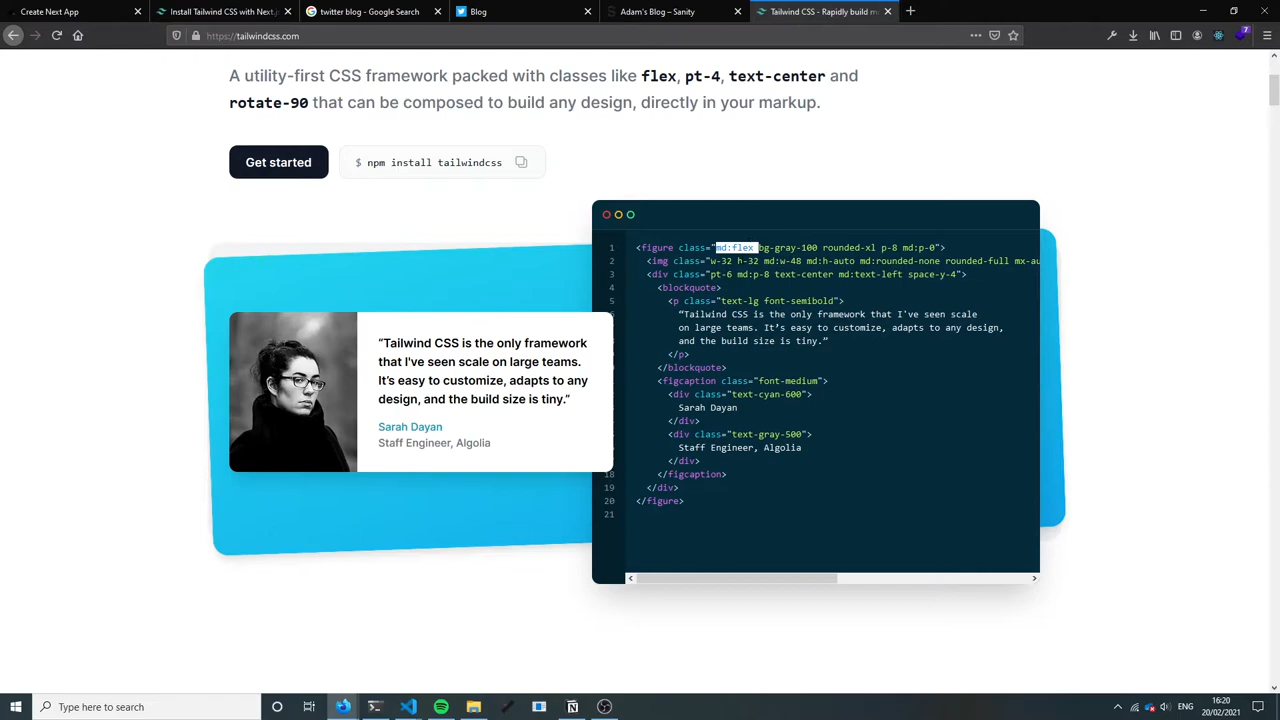 Create Next App
Install Tailwind CSS with Next.js
twitter blog - Google Search
Blog
Adam's Blog – Sanity
Tailwind CSS - Rapidly build m
https://tailwindcss.com
7
A utility-first CSS framework packed with classes like flex, pt-4, text-center and
rotate-90 that can be composed to build any design, directly in your markup.
Get started
$ npm install tailwindcss
“Tailwind CSS is the only framework
that I've seen scale on large teams.
It’s easy to customize, adapts to any
design, and the build size is tiny.”
Sarah Dayan
Staff Engineer, Algolia
1 <figure class="md:flex bg-gray-100 rounded-xl p-8 md:p-0">
2 <img class="w-32 h-32 md:w-48 md:h-auto md:rounded-none rounded-full mx-au
3 <div class="pt-6 md:p-8 text-center md:text-left space-y-4">
4 <blockquote>
5 <p class="text-lg font-semibold">
“Tailwind CSS is the only framework that I've seen scale
on large teams. It’s easy to customize, adapts to any design,
and the build size is tiny.”
</p>
</blockquote>
<figcaption class="font-medium">
<div class="text-cyan-600">
Sarah Dayan
</div>
<div class="text-gray-500">
Staff Engineer, Algolia
</div>
18 </figcaption>
19 </div>
20 </figure>
21
Type here to search
ENG
16:20
20/02/2021